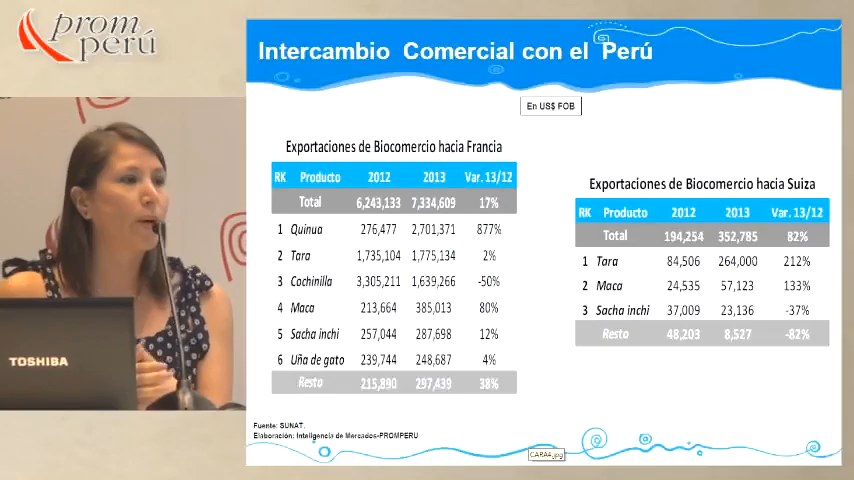 prom
perú
Intercambio Comercial con el Perú
En US$ FOB
Exportaciones de Biocomercio hacia Francia
RK Producto 2012 2013 Var. 13/12
Total 6,243,133 7,334,609 17%
1 Quinua 276,477 2,701,371 877%
2 Tara 1,735,104 1,775,134 2%
3 Cochinilla 3,305,211 1,639,266 -50%
4 Maca 213,664 385,013 80%
5 Sacha inchi 257,044 287,698 12%
6 Uña de gato 239,744 248,687 4%
Resto 215,890 297,439 38%
Exportaciones de Biocomercio hacia Suiza
RK Producto 2012 2013 Var. 13/12
Total 194,254 352,785 82%
1 Tara 84,506 264,000 212%
2 Maca 24,535 57,123 133%
3 Sacha inchi 37,009 23,136 -37%
Resto 48,203 8,527 -82%
Fuente: SUNAT.
Elaboración: Inteligencia de Mercados-PROMPERU
CARA4.jpg
TOSHIBA